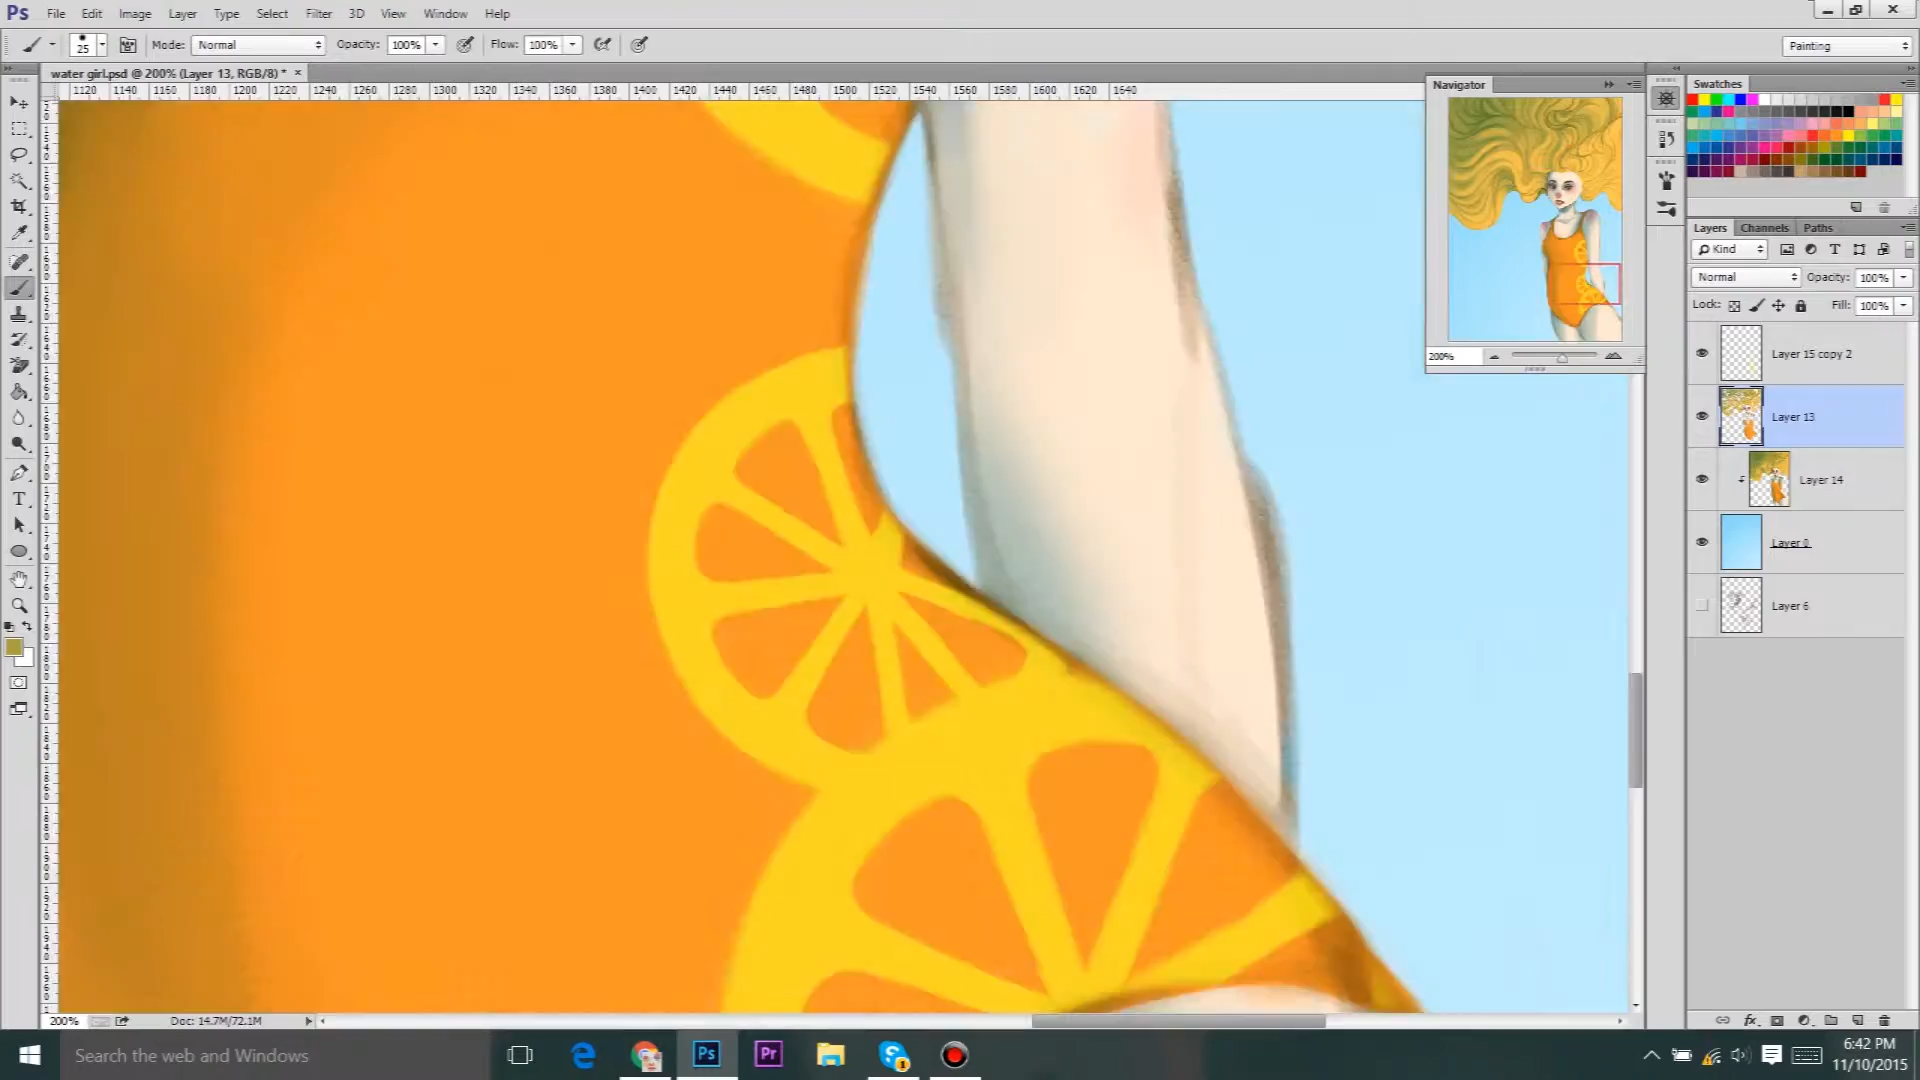 Ps File Edit Image Layer Type Select Filter 3D View Window Help
25 Mode: Normal Opacity: 100% Flow: 100% Painting
water girl.psd @ 200% (Layer 13, RGB/8) * ×
1120 1140 1160 1180 1200 1220 1240 1260 1280 1300 1320 1340 1360 1380 1400 1420 1440 1460 1480 1500 1520 1540 1560 1580 1600 1620 1640
Navigator
200%
Swatches
Layers Channels Paths
Kind
Normal Opacity: 100%
Lock: Fill: 100%
Layer 15 copy 2
Layer 13
Layer 14
Layer 0
Layer 6
200% Doc: 14.7M/72.1M
Search the web and Windows
Ps Pr
6:42 PM
11/10/2015